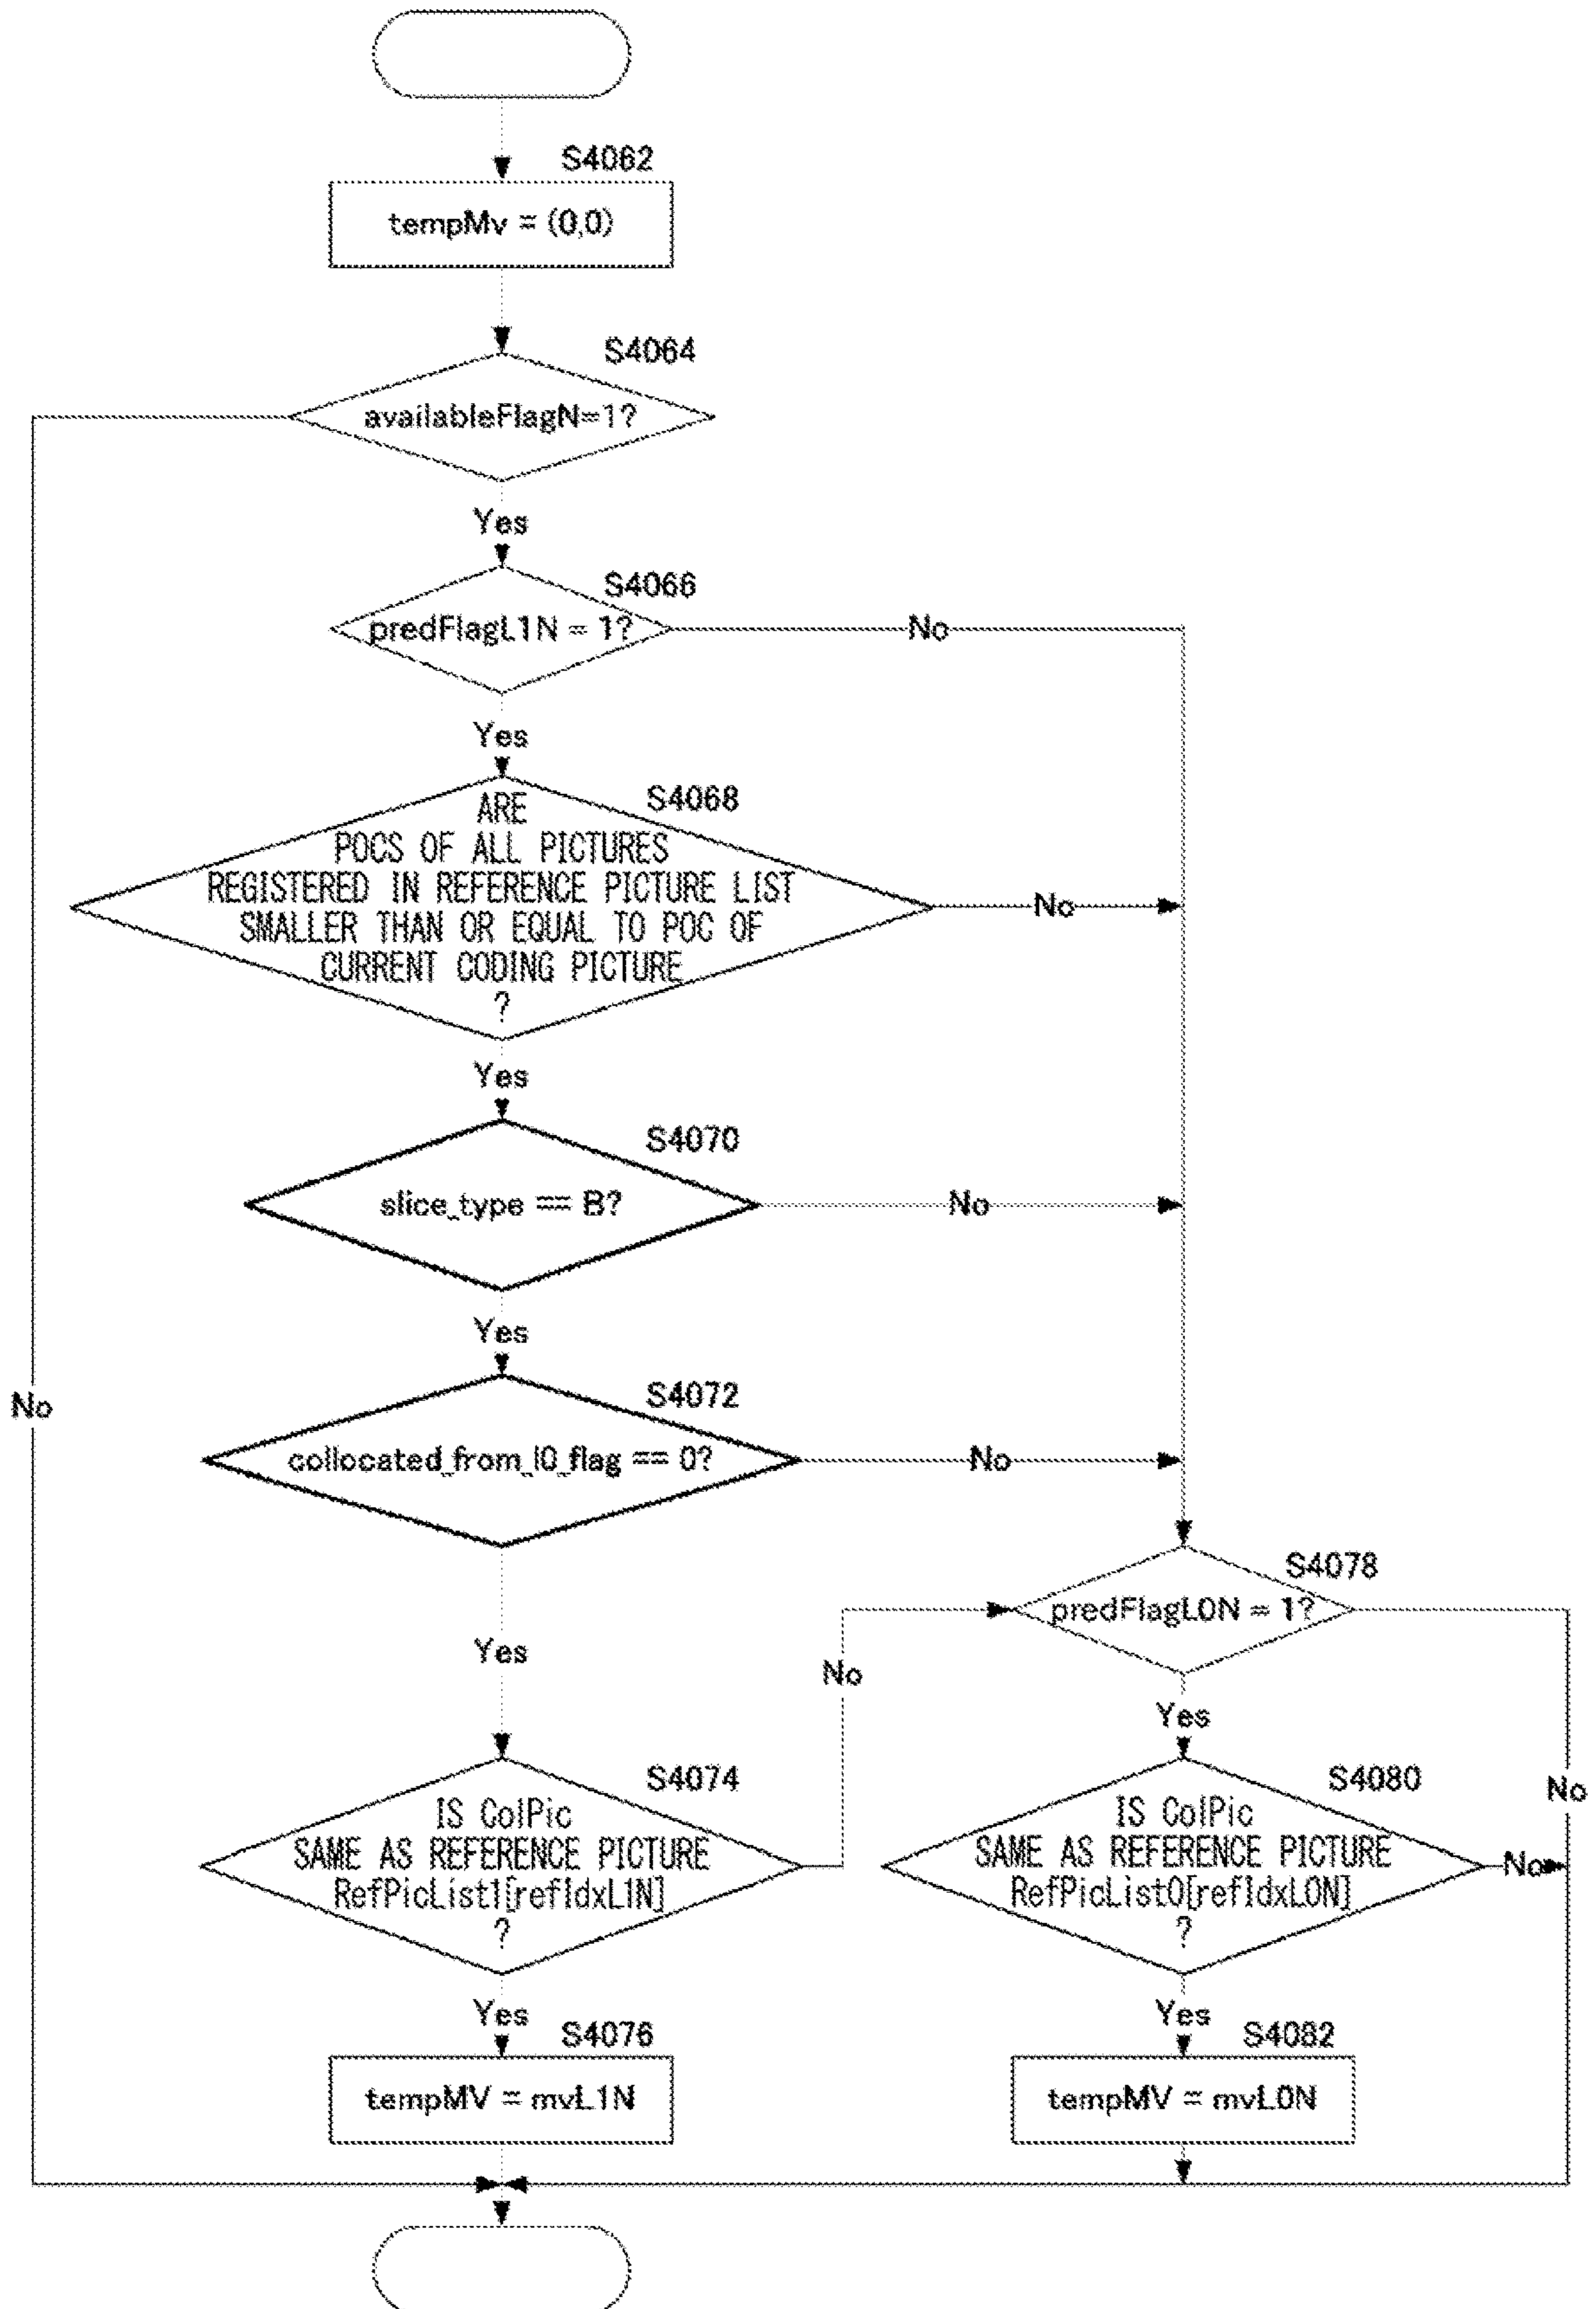 S4062
tempMv = (0,0)
S4064
availableFlagN=1?
Yes
S4066
predFlagL1N = 1?
No
Yes
S4068
ARE
POCS OF ALL PICTURES
REGISTERED IN REFERENCE PICTURE LIST
SMALLER THAN OR EQUAL TO POC OF
CURRENT CODING PICTURE
?
No
Yes
S4070
slice_type == B?
No
Yes
No
S4072
collocated_from_l0_flag == 0?
No
Yes
S4078
predFlagL0N = 1?
No
Yes
No
S4074
IS ColPic
SAME AS REFERENCE PICTURE
RefPicList1[refIdxL1N]
?
S4080
IS ColPic
SAME AS REFERENCE PICTURE
RefPicList0[refIdxL0N]
?
No
Yes
S4076
tempMV = mvL1N
Yes
S4082
tempMV = mvL0N